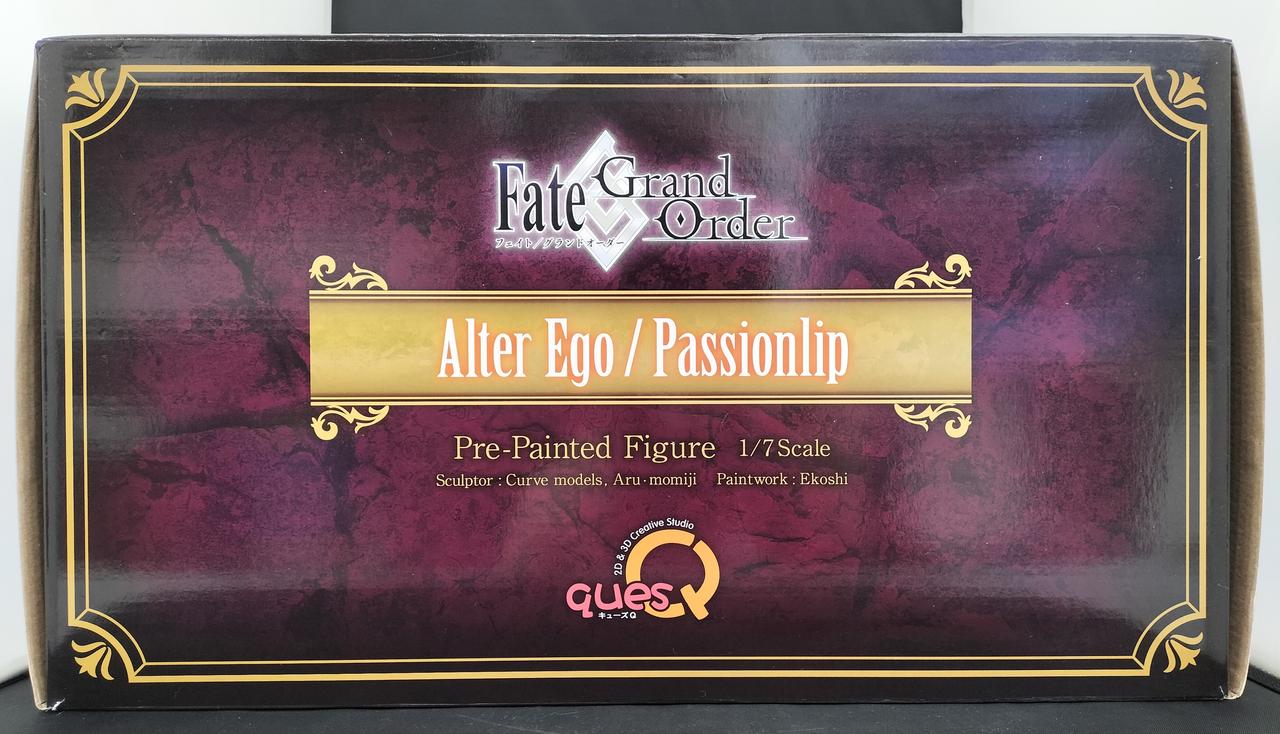 Fate Grand Order
フェイト/グランドオーダー
Alter Ego / Passionlip
Pre-Painted Figure 1/7 Scale
Sculptor : Curve models, Aru・momiji Paintwork : Ekoshi
2D & 3D Creative Studio
quesQ
キューズQ